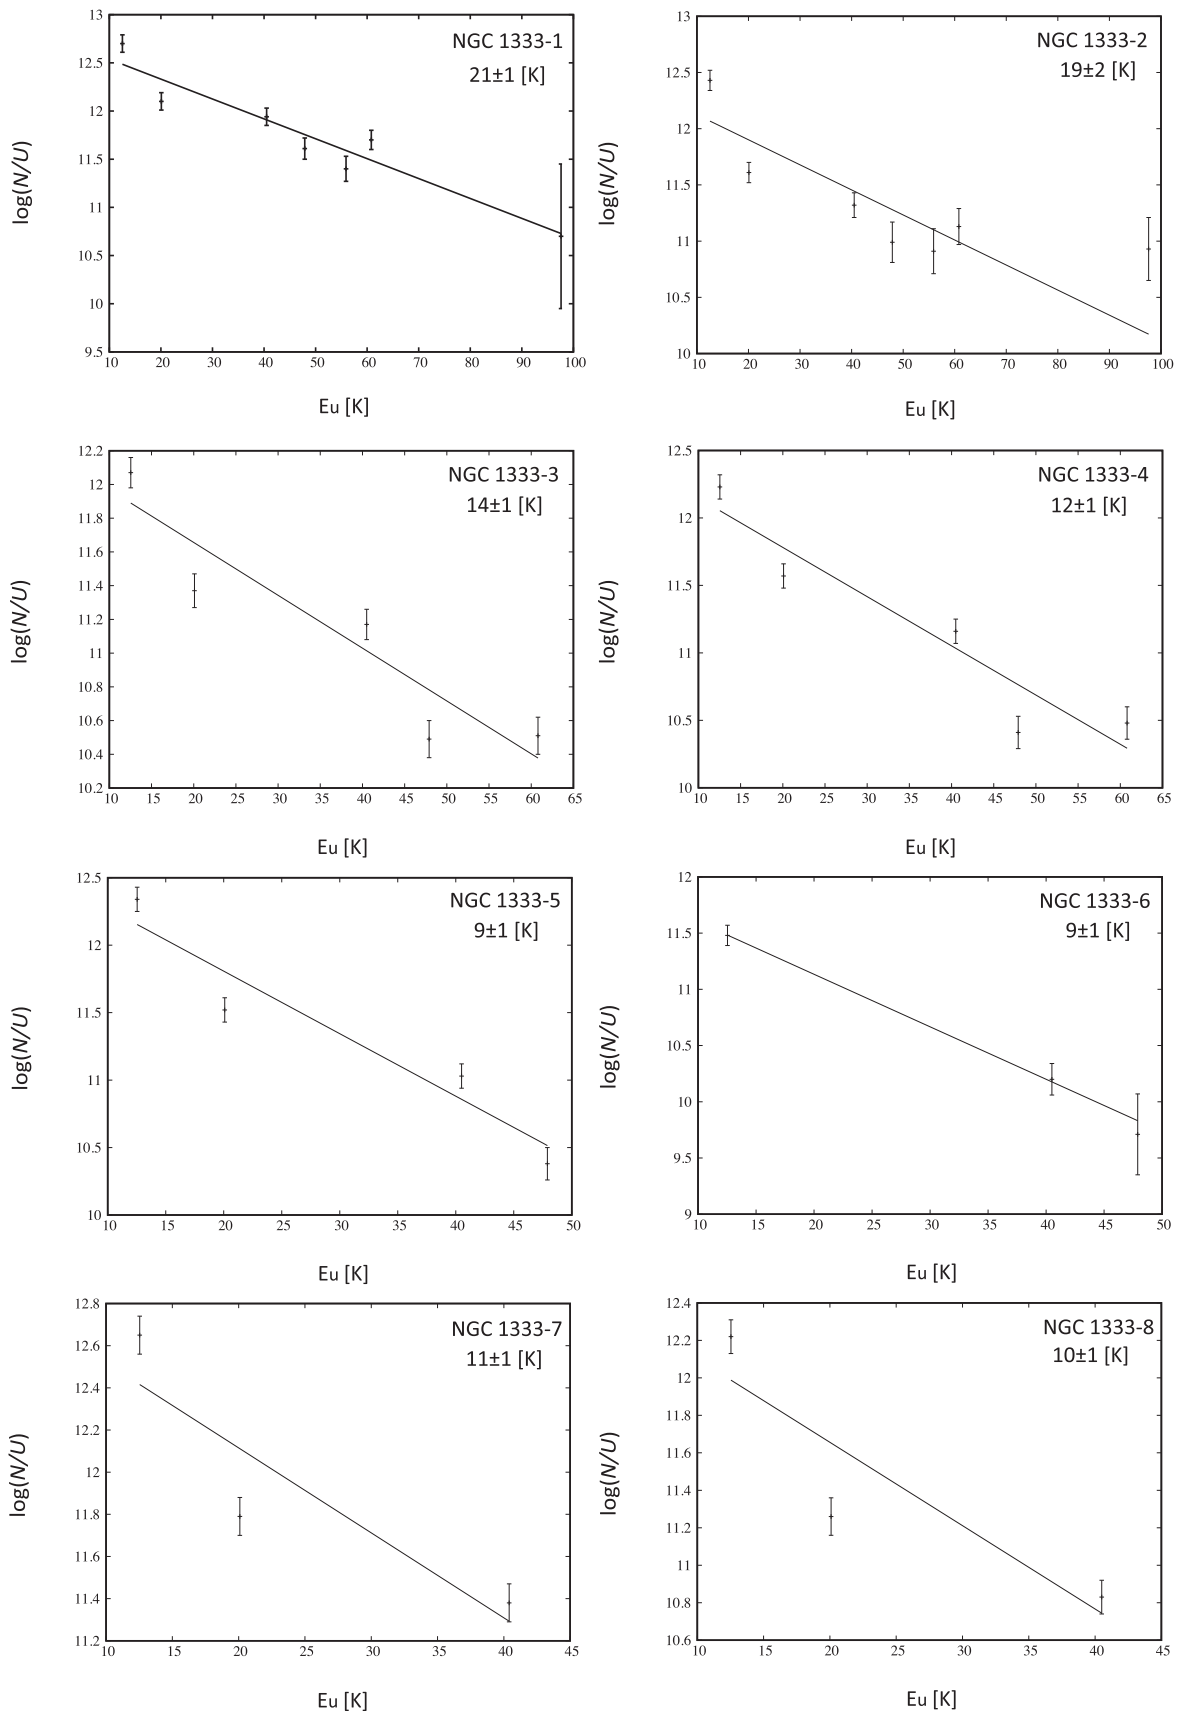 NGC 1333-1
21±1 [K]
log(N/U)
13
12.5
12
11.5
11
10.5
10
9.5
10 20 30 40 50 60 70 80 90 100
Eu [K]
NGC 1333-2
19±2 [K]
log(N/U)
13
12.5
12
11.5
11
10.5
10
10 20 30 40 50 60 70 80 90 100
Eu [K]
NGC 1333-3
14±1 [K]
log(N/U)
12.2
12
11.8
11.6
11.4
11.2
11
10.8
10.6
10.4
10.2
10 15 20 25 30 35 40 45 50 55 60 65
Eu [K]
NGC 1333-4
12±1 [K]
log(N/U)
12.5
12
11.5
11
10.5
10
10 15 20 25 30 35 40 45 50 55 60 65
Eu [K]
NGC 1333-5
9±1 [K]
log(N/U)
12.5
12
11.5
11
10.5
10
10 15 20 25 30 35 40 45 50
Eu [K]
NGC 1333-6
9±1 [K]
log(N/U)
12
11.5
11
10.5
10
9.5
9
10 15 20 25 30 35 40 45 50
Eu [K]
NGC 1333-7
11±1 [K]
log(N/U)
12.8
12.6
12.4
12.2
12
11.8
11.6
11.4
11.2
10 15 20 25 30 35 40 45
Eu [K]
NGC 1333-8
10±1 [K]
log(N/U)
12.4
12.2
12
11.8
11.6
11.4
11.2
11
10.8
10.6
10 15 20 25 30 35 40 45
Eu [K]